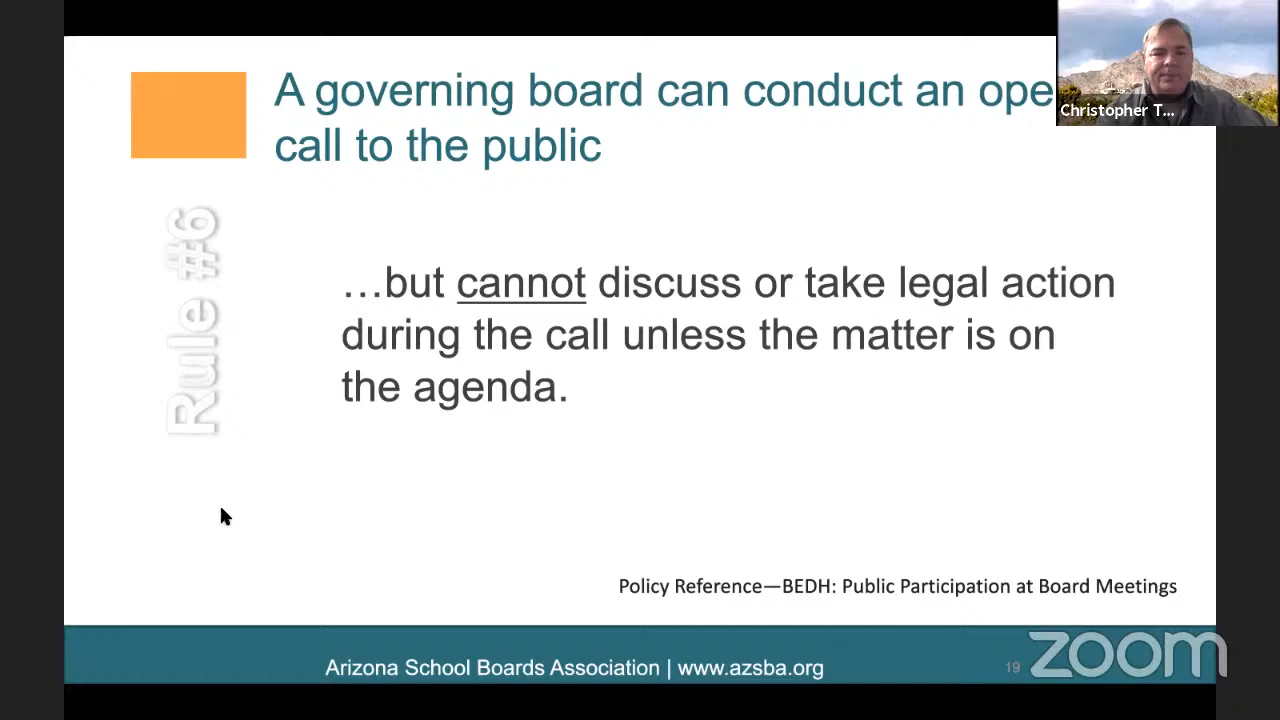 A governing board can conduct an ope
call to the public
Christopher T...
Rule #6
…but cannot discuss or take legal action
during the call unless the matter is on
the agenda.
Policy Reference—BEDH: Public Participation at Board Meetings
Arizona School Boards Association | www.azsba.org
19
zoom